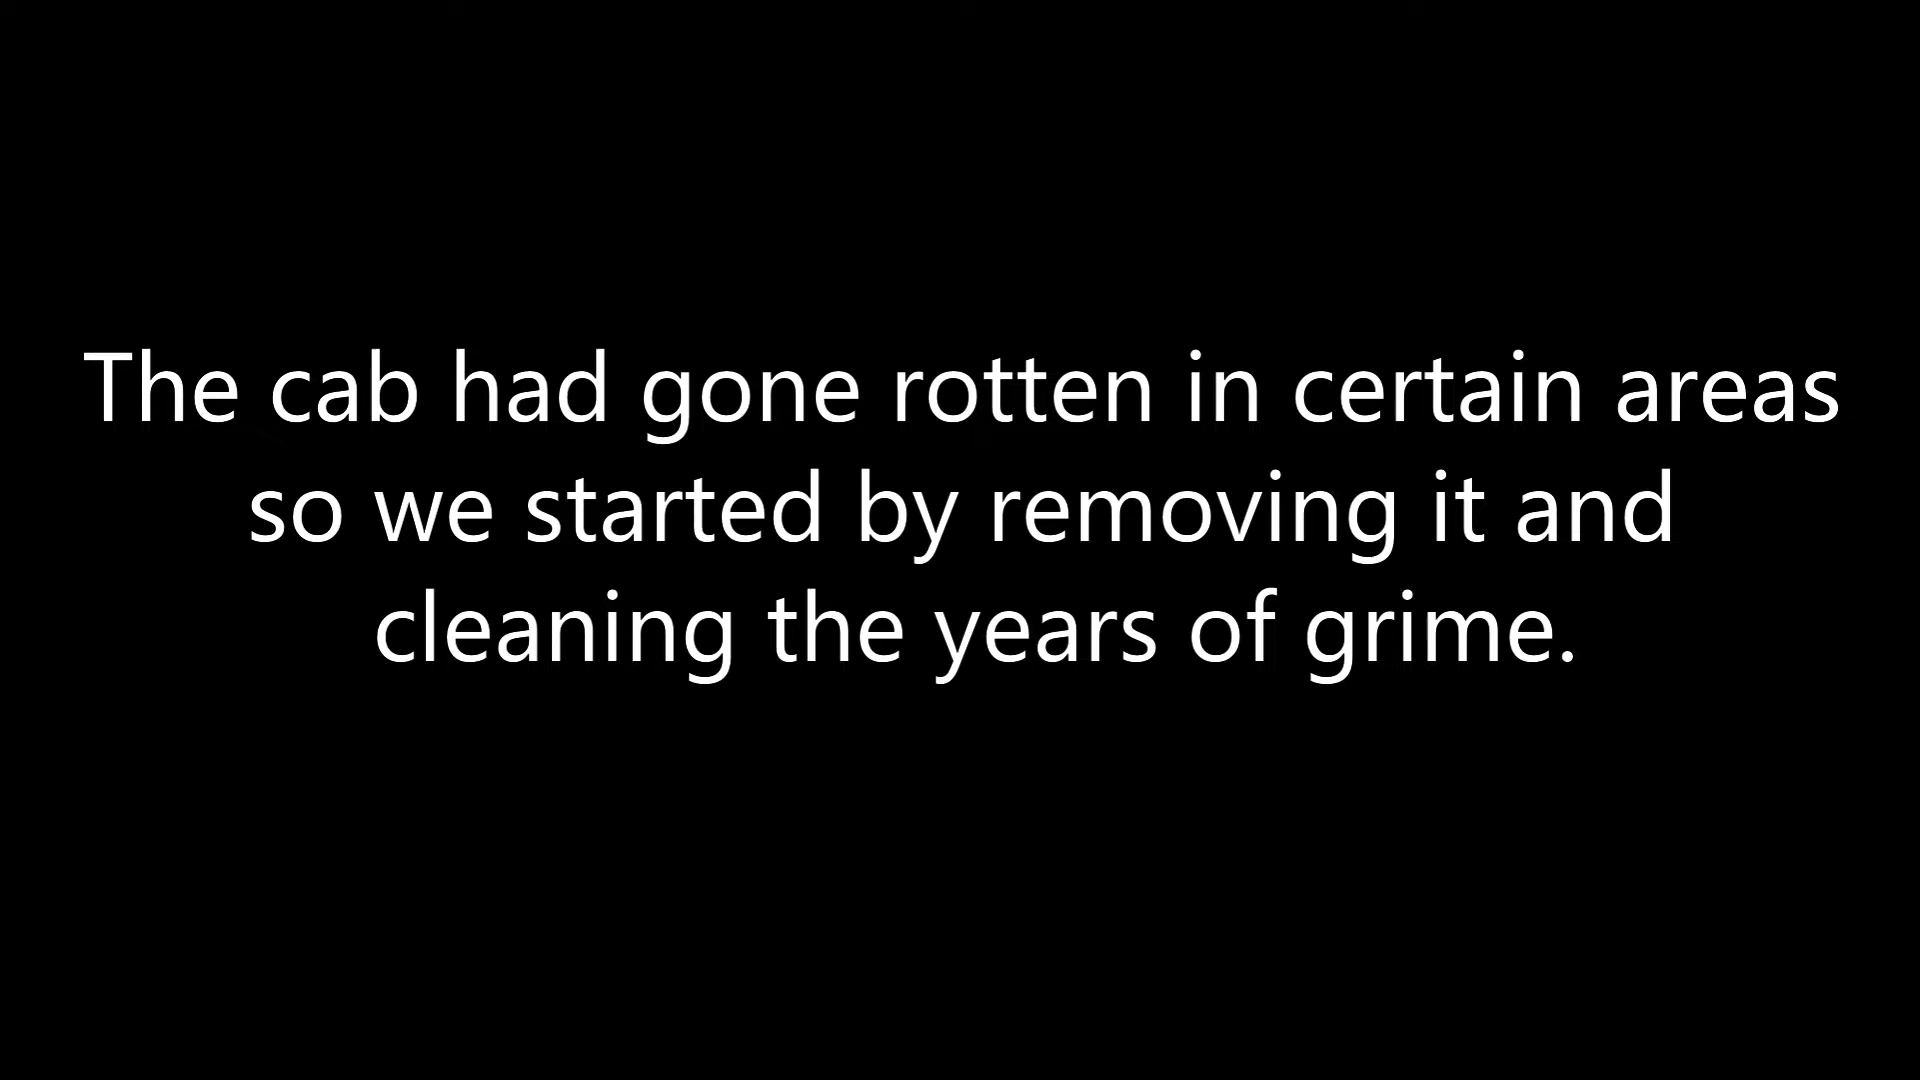 The cab had gone rotten in certain areas
so we started by removing it and
cleaning the years of grime.